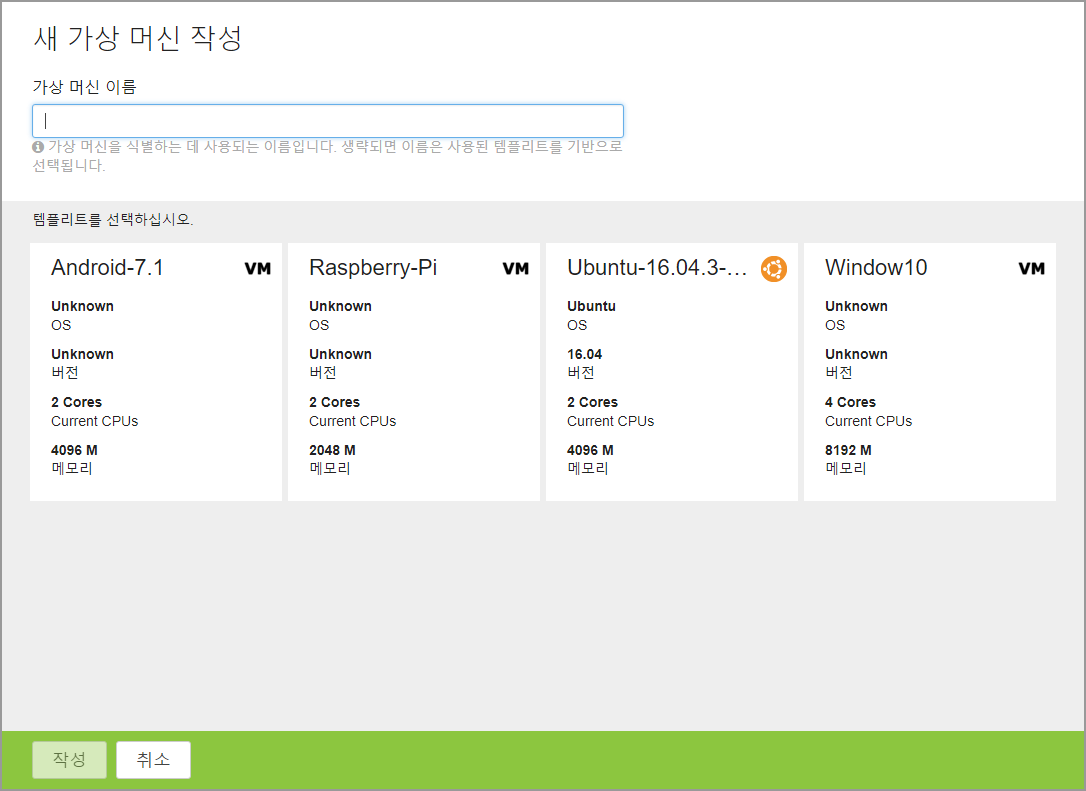 새 가상 머신 작성
가상 머신 이름
가상 머신을 식별하는 데 사용되는 이름입니다. 생략되면 이름은 사용된 템플리트를 기반으로
선택됩니다.
템플리트를 선택하십시오.
Android-7.1 VM
Unknown
OS
Unknown
버전
2 Cores
Current CPUs
4096 M
메모리
Raspberry-Pi VM
Unknown
OS
Unknown
버전
2 Cores
Current CPUs
2048 M
메모리
Ubuntu-16.04.3-...
Ubuntu
OS
16.04
버전
2 Cores
Current CPUs
4096 M
메모리
Window10 VM
Unknown
OS
Unknown
버전
4 Cores
Current CPUs
8192 M
메모리
작성 취소